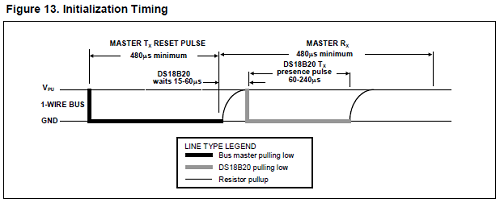 Figure 13. Initialization Timing
MASTER TX RESET PULSE
480µs minimum
MASTER RX
480µs minimum
DS18B20
waits 15-60µs
DS18B20 TX
presence pulse
60-240µs
VPU
1-WIRE BUS
GND
LINE TYPE LEGEND
Bus master pulling low
DS18B20 pulling low
Resistor pullup